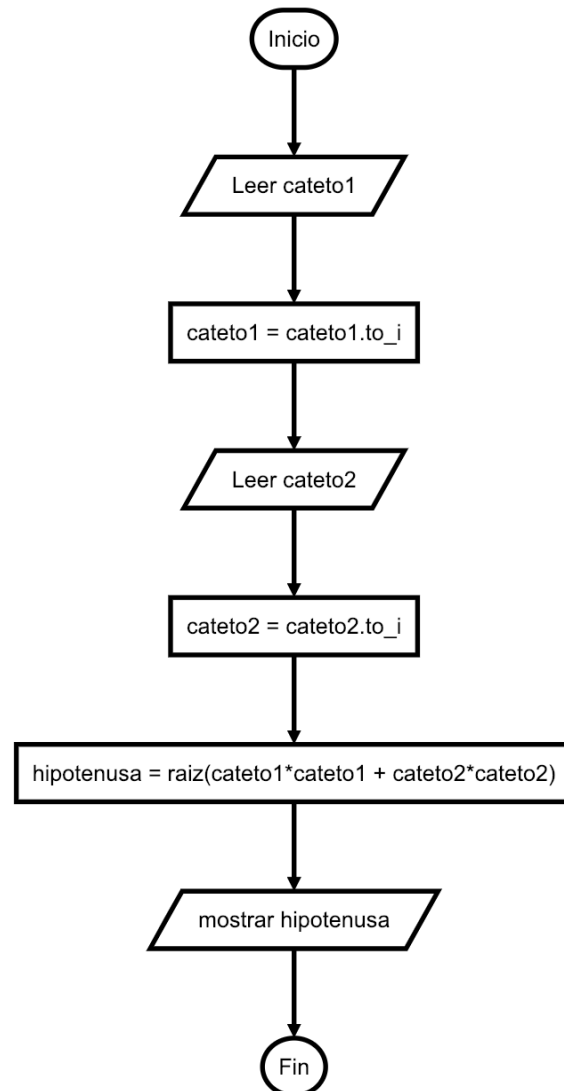 Inicio
Leer cateto1
cateto1 = cateto1.to_i
Leer cateto2
cateto2 = cateto2.to_i
hipotenusa = raiz(cateto1*cateto1 + cateto2*cateto2)
mostrar hipotenusa
Fin